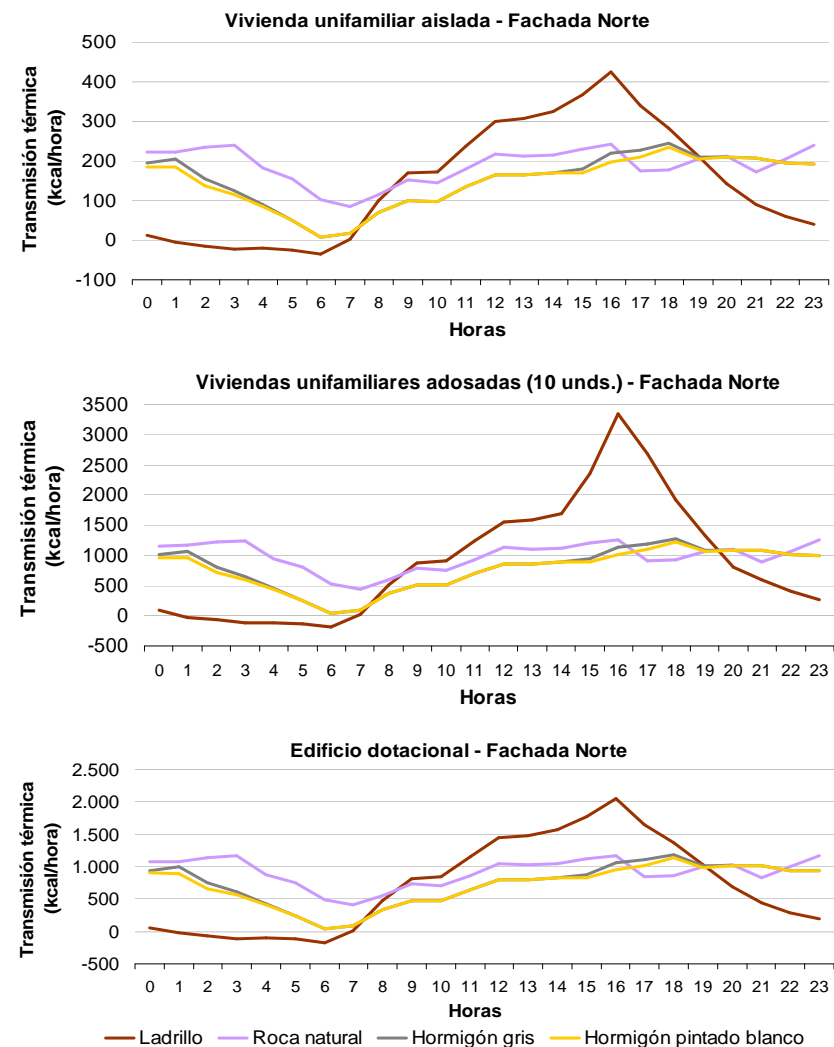 Vivienda unifamiliar aislada - Fachada Norte
Transmisión térmica
(kcal/hora)
500
400
300
200
100
0
-100
0 1 2 3 4 5 6 7 8 9 10 11 12 13 14 15 16 17 18 19 20 21 22 23
Horas
Viviendas unifamiliares adosadas (10 unds.) - Fachada Norte
Transmisión térmica
(kcal/hora)
3500
3000
2500
2000
1500
1000
500
0
-500
0 1 2 3 4 5 6 7 8 9 10 11 12 13 14 15 16 17 18 19 20 21 22 23
Horas
Edificio dotacional - Fachada Norte
Transmisión térmica
(kcal/hora)
2.500
2.000
1.500
1.000
500
0
-500
0 1 2 3 4 5 6 7 8 9 10 11 12 13 14 15 16 17 18 19 20 21 22 23
Horas
Ladrillo Roca natural Hormigón gris Hormigón pintado blanco